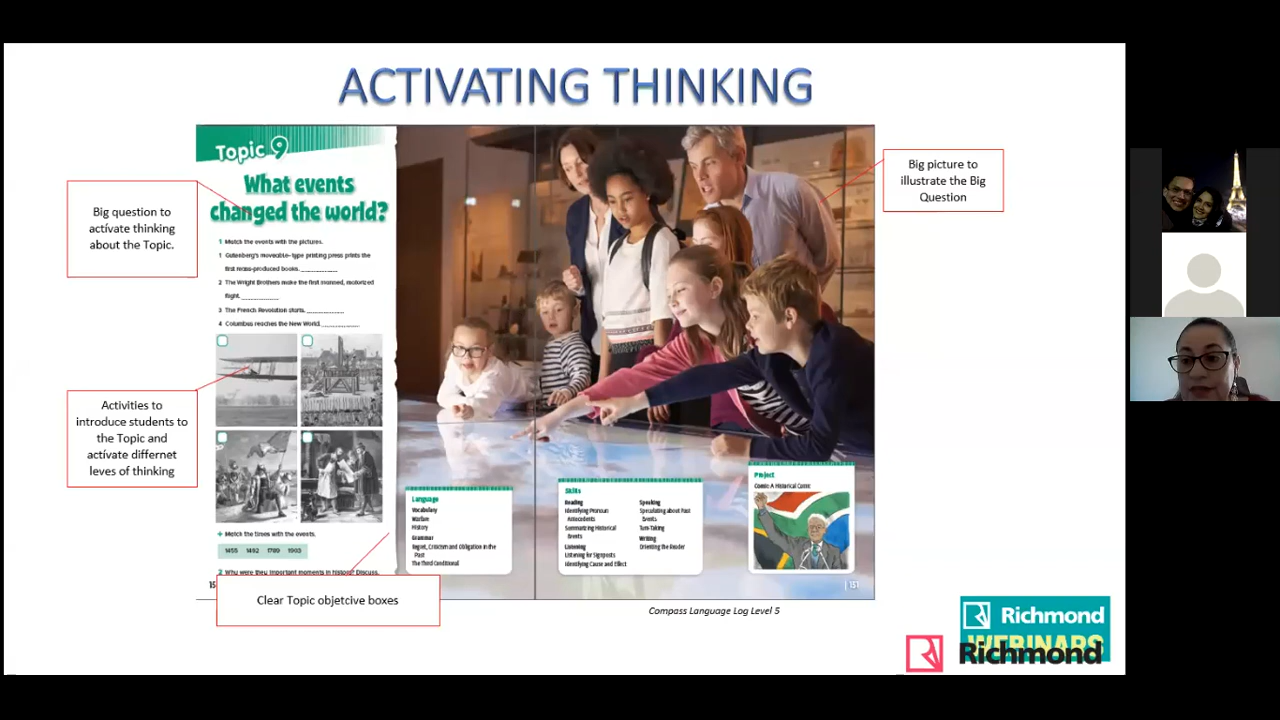 ACTIVATING THINKING
Topic 9
What events
changed the world?
1 Match the events with the pictures.
1 Gutenberg's moveable-type printing press prints the
first mass-produced books.
2 The Wright Brothers make the first manned, motorized
flight.
3 The French Revolution starts.
4 Columbus reaches the New World.
+ Match the times with the events.
1455 1492 1789 1903
2 Why were they important moments in history? Discuss.
15
Big question to
activate thinking
about the Topic.
Activities to
introduce students to
the Topic and
activate differnet
leves of thinking
Clear Topic objetcive boxes
Big picture to
illustrate the Big
Question
Language
Vocabulary
Warfare
History
Grammar
Regret, Criticism and Obligation in the
Past
The Third Conditional
Skills
Reading
Identifying Pronoun
Antecedents
Summarizing Historical
Events
Listening
Listening for Signposts
Identifying Cause and Effect
Speaking
Speculating about Past
Events
Turn-Taking
Writing
Orienting the Reader
Project
Comic: A Historical Comic
151
Compass Language Log Level 5
Richmond
WEBINARS
Richmond